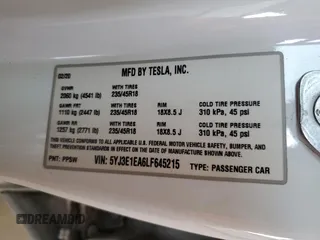 02/20 MFD BY TESLA, INC.
GVWR
2060 kg (4541 lb) WITH TIRES 235/45R18
GAWR FRT WITH TIRES RIM COLD TIRE PRESSURE
1110 kg (2447 lb) 235/45R18 18X8.5 J 310 kPa, 45 psi
GAWR RR WITH TIRES RIM COLD TIRE PRESSURE
1257 kg (2771 lb) 235/45R18 18X8.5 J 310 kPa, 45 psi
THIS VEHICLE CONFORMS TO ALL APPLICABLE U.S. FEDERAL MOTOR VEHICLE SAFETY, BUMPER, AND
THEFT PREVENTION STANDARDS IN EFFECT ON THE DATE OF MANUFACTURE SHOWN ABOVE.
PNT: PPSW VIN: 5YJ3E1EA6LF645215 TYPE: PASSENGER CAR
DREAMBID